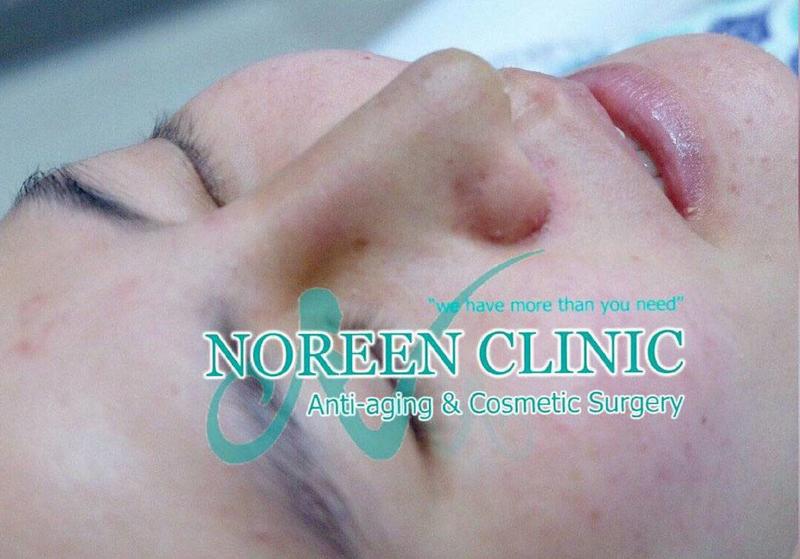 "we have more than you need"
NOREEN CLINIC
Anti-aging & Cosmetic Surgery